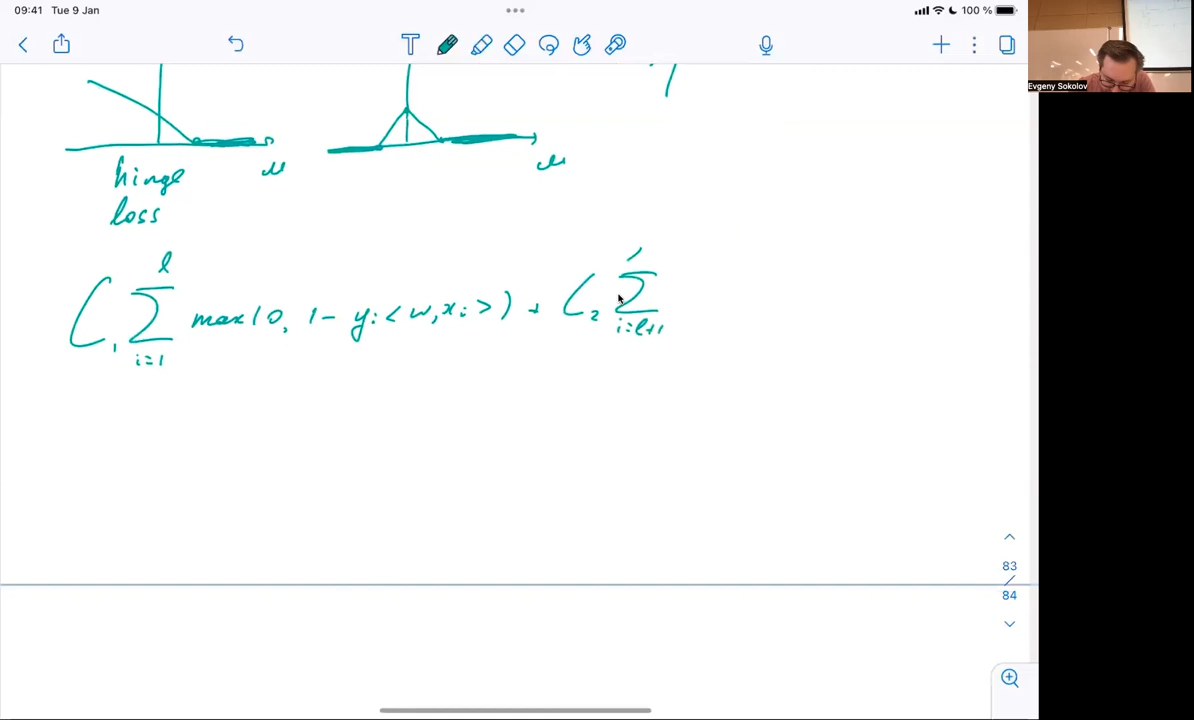 09:41 Tue 9 Jan
100 %
Evgeny Sokolov
M
M
hinge
loss
C₁ ∑_{i=1}^{l} max(0, 1 - yᵢ<w, xᵢ>) + C₂ ∑_{i=l+1}
83
84